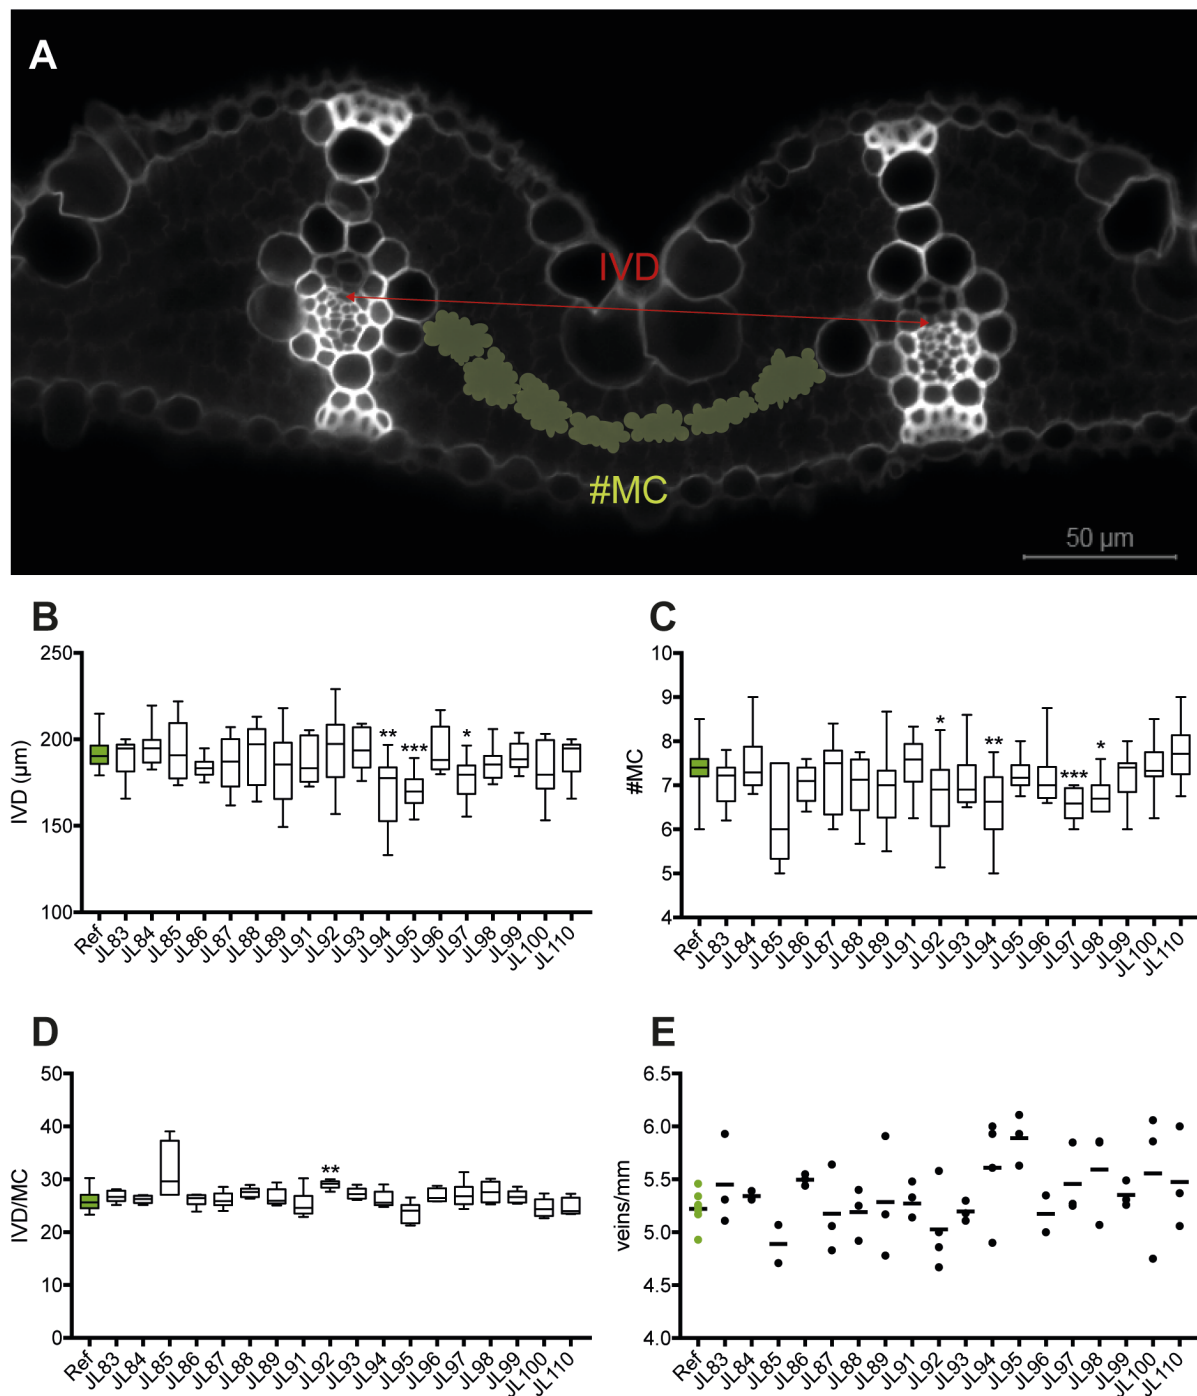 A
IVD
#MC
50 µm
B
IVD (µm)
250
200
150
100
** *** *
Ref JL83 JL84 JL85 JL86 JL87 JL88 JL89 JL91 JL92 JL93 JL94 JL95 JL96 JL97 JL98 JL99 JL100 JL110
C
#MC
10
9
8
7
6
5
4
* ** *** *
Ref JL83 JL84 JL85 JL86 JL87 JL88 JL89 JL91 JL92 JL93 JL94 JL95 JL96 JL97 JL98 JL99 JL100 JL110
D
IVD/MC
50
40
30
20
10
0
**
Ref JL83 JL84 JL85 JL86 JL87 JL88 JL89 JL91 JL92 JL93 JL94 JL95 JL96 JL97 JL98 JL99 JL100 JL110
E
veins/mm
6.5
6.0
5.5
5.0
4.5
4.0
Ref JL83 JL84 JL85 JL86 JL87 JL88 JL89 JL91 JL92 JL93 JL94 JL95 JL96 JL97 JL98 JL99 JL100 JL110